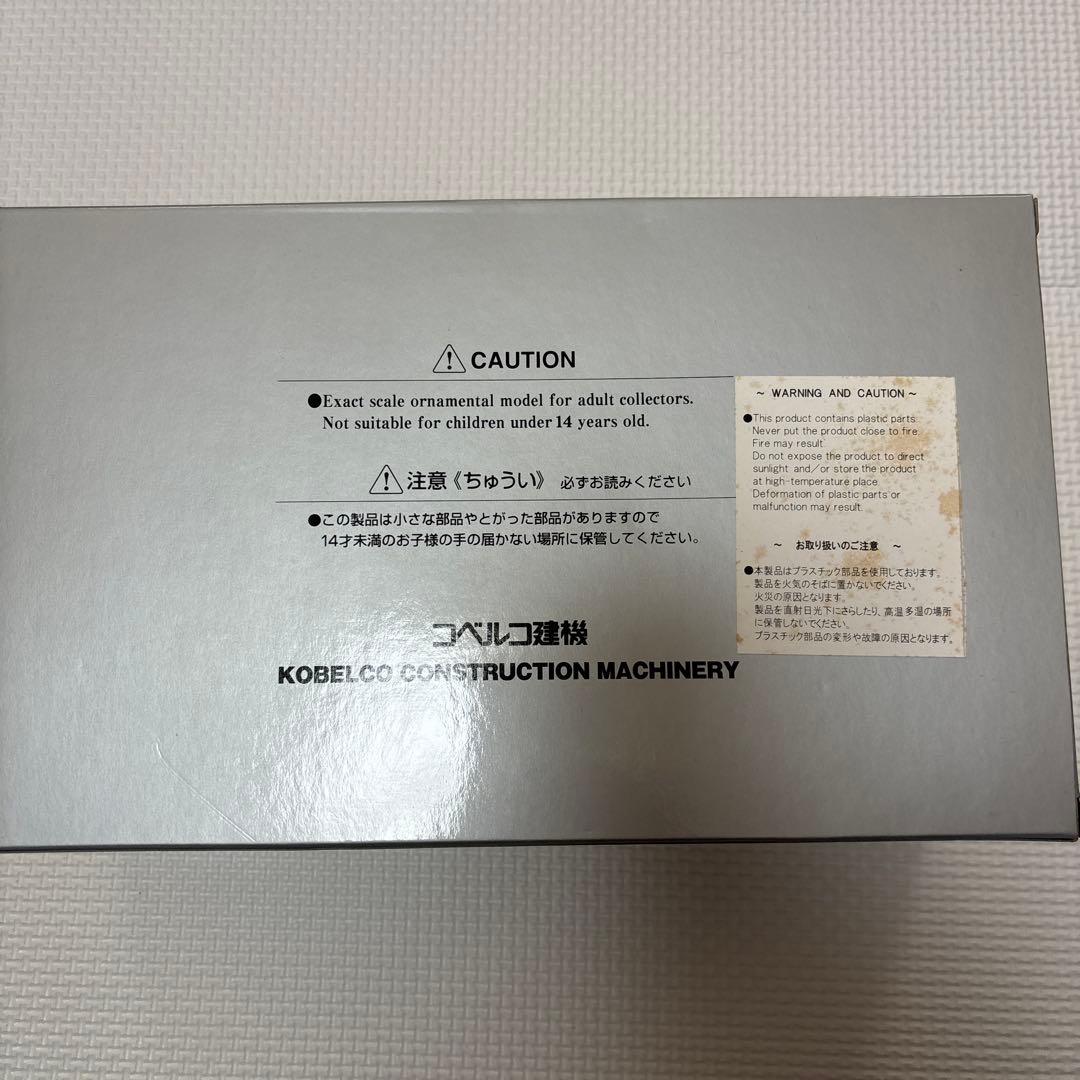 ⚠ CAUTION
●Exact scale ornamental model for adult collectors.
Not suitable for children under 14 years old.
⚠ 注意《ちゅうい》 必ずお読みください
●この製品は小さな部品やとがった部品がありますので
14才未満のお子様の手の届かない場所に保管してください。
コベルコ建機
KOBELCO CONSTRUCTION MACHINERY
~ WARNING AND CAUTION ~
●This product contains plastic parts.
Never put the product close to fire.
Fire may result.
Do not expose the product to direct
sunlight and/or store the product
at high-temperature place.
Deformation of plastic parts or
malfunction may result.
~ お取り扱いのご注意 ~
●本製品はプラスチック部品を使用しております。
製品を火気のそばに置かないでください。
火災の原因となります。
製品を直射日光下にさらしたり、高温多湿の場所
に保管しないでください。
プラスチック部品の変形や故障の原因となります。